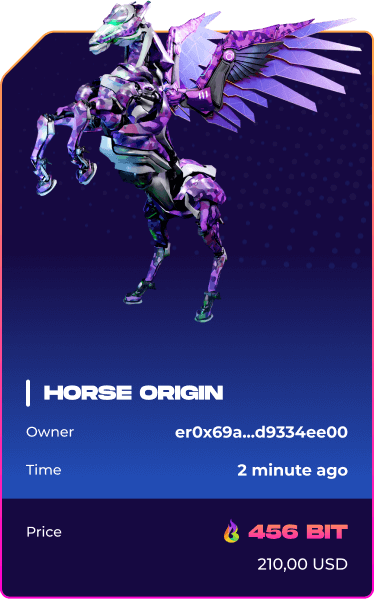 HORSE ORIGIN
Owner er0x69a...d9334ee00
Time 2 minute ago
Price 456 BIT
210,00 USD